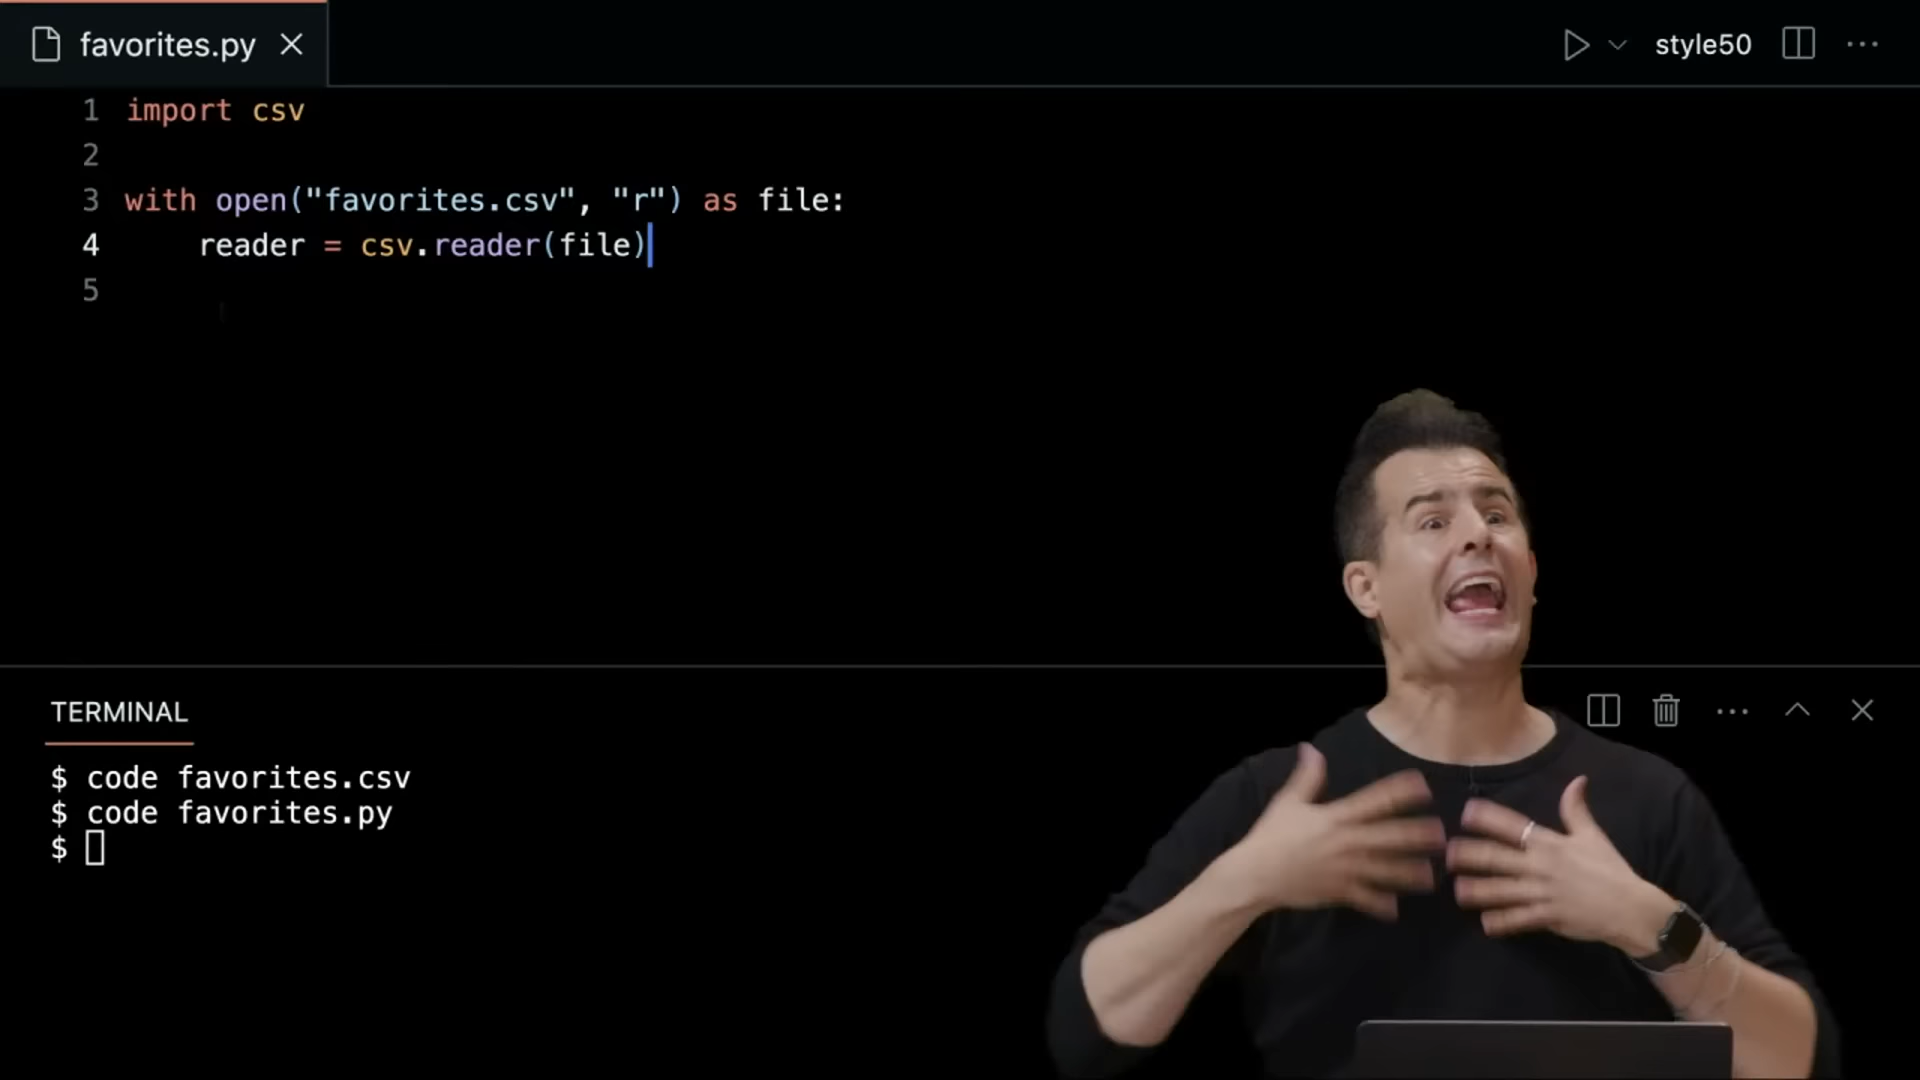 favorites.py
style50
1 import csv
2
3 with open("favorites.csv", "r") as file:
4     reader = csv.reader(file)
5
TERMINAL
$ code favorites.csv
$ code favorites.py
$